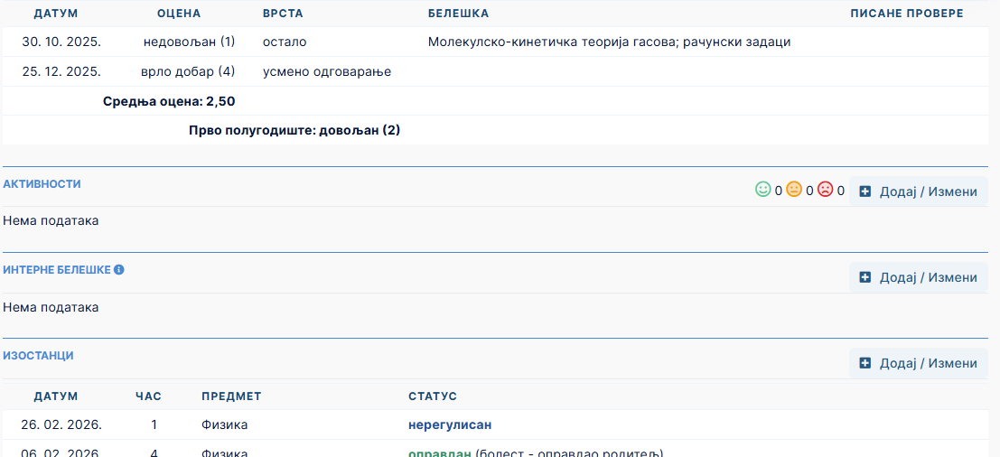 ДАТУМ ОЦЕНА ВРСТА БЕЛЕШКА ПИСАНЕ ПРОВЕРЕ
30. 10. 2025. недовољан (1) остало Молекулско-кинетичка теорија гасова; рачунски задаци
25. 12. 2025. врло добар (4) усмено одговарање
Средња оцена: 2,50
Прво полугодиште: довољан (2)
АКТИВНОСТИ 0 0 0 Додај / Измени
Нема података
ИНТЕРНЕ БЕЛЕШКЕ Додај / Измени
Нема података
ИЗОСТАНЦИ Додај / Измени
ДАТУМ ЧАС ПРЕДМЕТ СТАТУС
26. 02. 2026. 1 Физика нерегулисан
06. 02. 2026. 4 Физика оправдан (болест - оправдао родитељ)